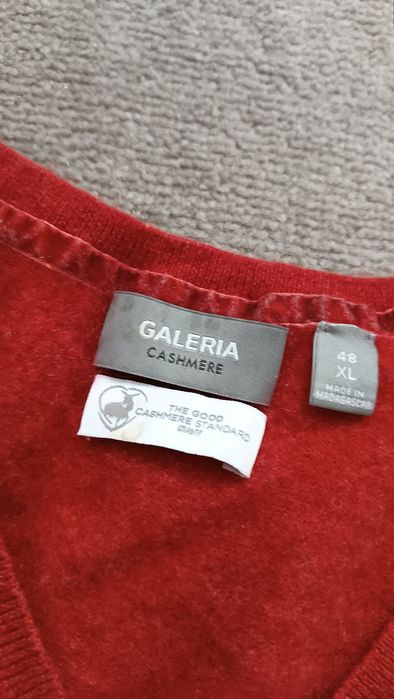 GALERIA
CASHMERE
48
XL
MADE IN
MADAGASCAR
THE GOOD
CASHMERE STANDARD